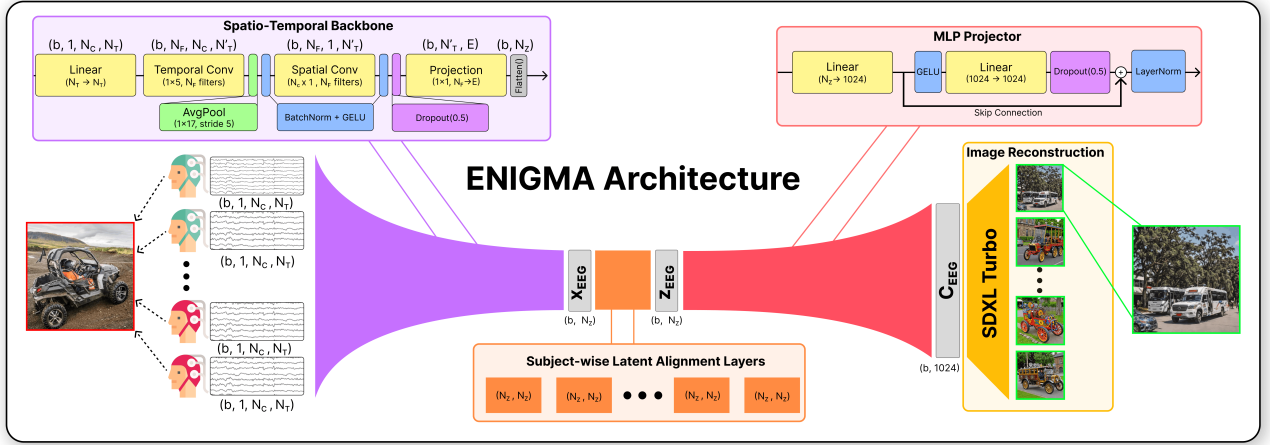 Spatio-Temporal Backbone
(b, 1, N_C, N_T)
(b, N_F, N_C, N'_T)
(b, N_F, 1, N'_T)
(b, N'_T, E)
(b, N_Z)
Linear
(N_T → N_T)
Temporal Conv
(1×5, N_F filters)
Spatial Conv
(N_C x 1, N_F filters)
Projection
(1×1, N_F→E)
Flatten()
AvgPool
(1×17, stride 5)
BatchNorm + GELU
Dropout(0.5)
MLP Projector
Linear
(N_Z → 1024)
GELU
Linear
(1024 → 1024)
Dropout(0.5)
+
LayerNorm
Skip Connection
ENIGMA Architecture
(b, 1, N_C, N_T)
(b, 1, N_C, N_T)
(b, 1, N_C, N_T)
(b, 1, N_C, N_T)
X_EEG
(b, N_Z)
Z_EEG
(b, N_Z)
C_EEG
(b, 1024)
Subject-wise Latent Alignment Layers
(N_Z, N_Z)
(N_Z, N_Z)
(N_Z, N_Z)
(N_Z, N_Z)
Image Reconstruction
SDXL Turbo